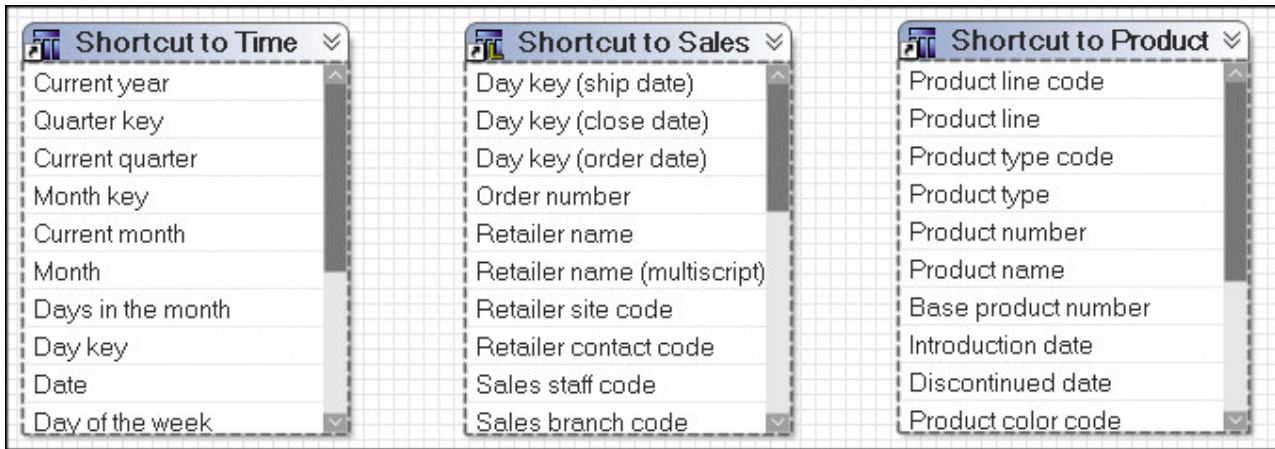 Shortcut to Time
Current year
Quarter key
Current quarter
Month key
Current month
Month
Days in the month
Day key
Date
Day of the week
Shortcut to Sales
Day key (ship date)
Day key (close date)
Day key (order date)
Order number
Retailer name
Retailer name (multiscript)
Retailer site code
Retailer contact code
Sales staff code
Sales branch code
Shortcut to Product
Product line code
Product line
Product type code
Product type
Product number
Product name
Base product number
Introduction date
Discontinued date
Product color code